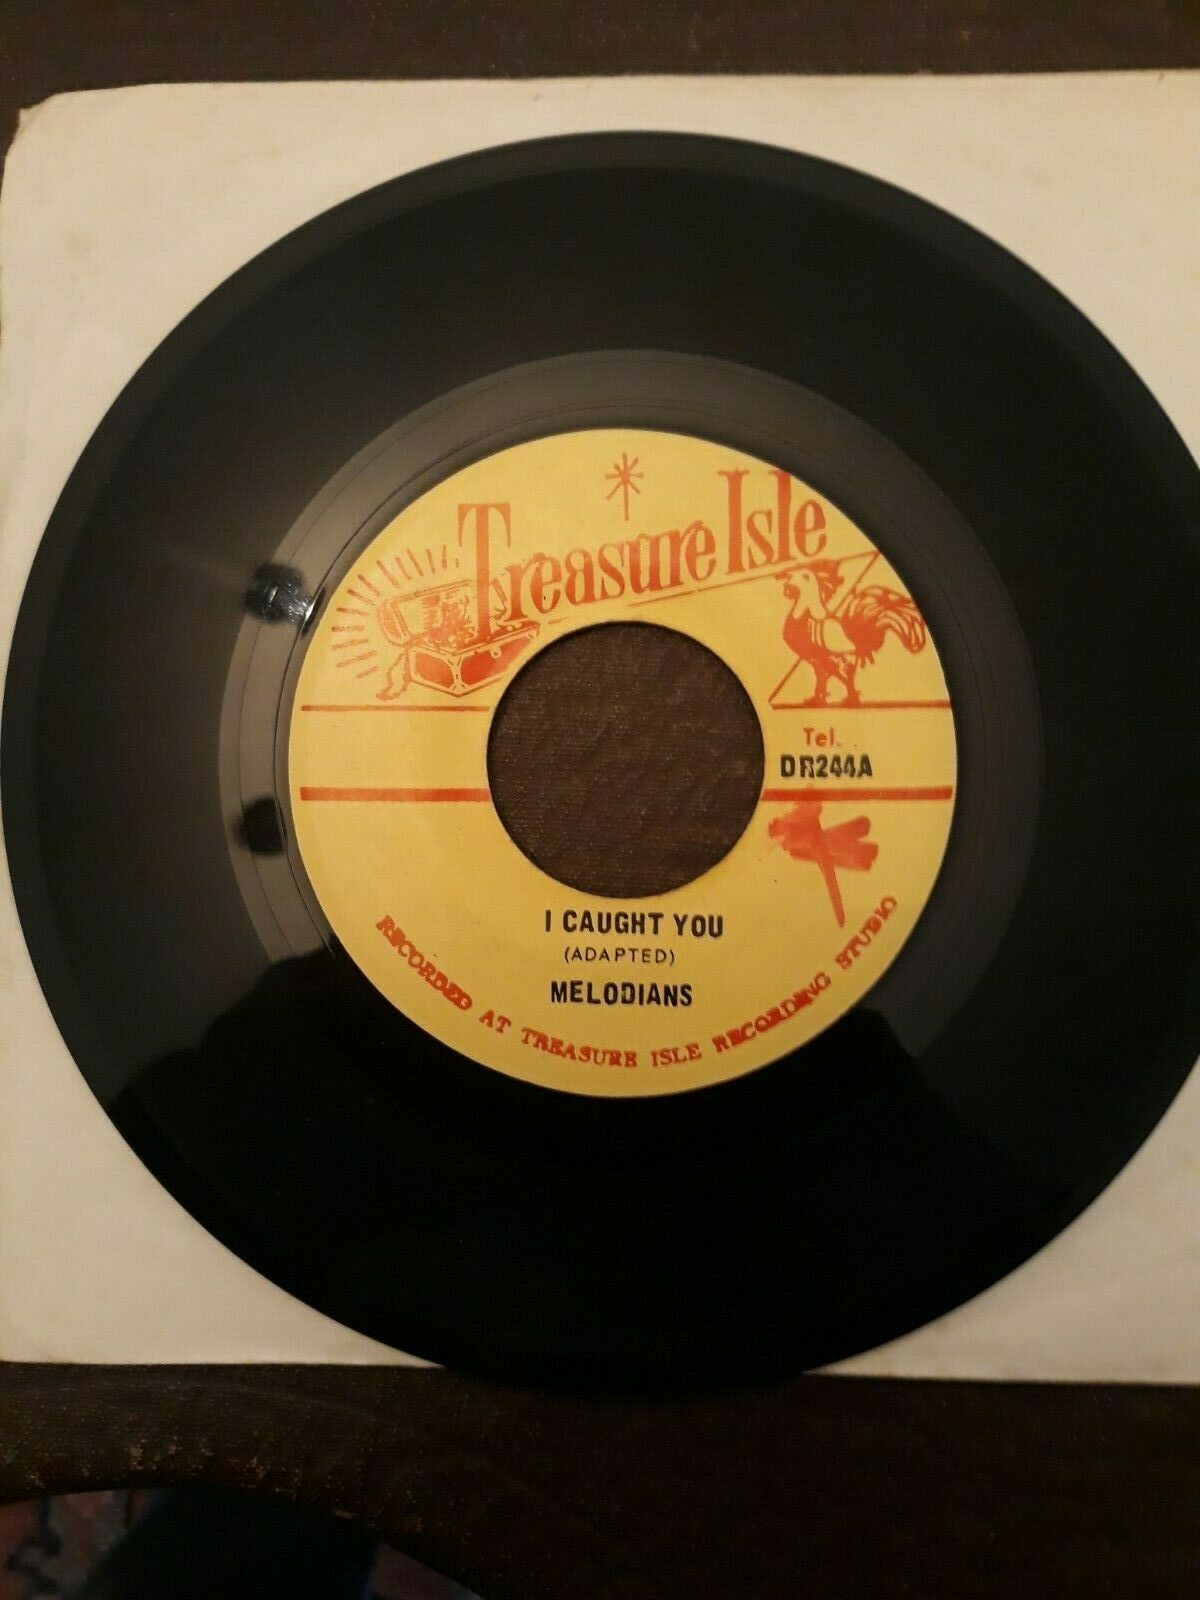 Treasure Isle
Tel.
DR244A
I CAUGHT YOU
(ADAPTED)
MELODIANS
RECORDED AT TREASURE ISLE RECORDING STUDIO